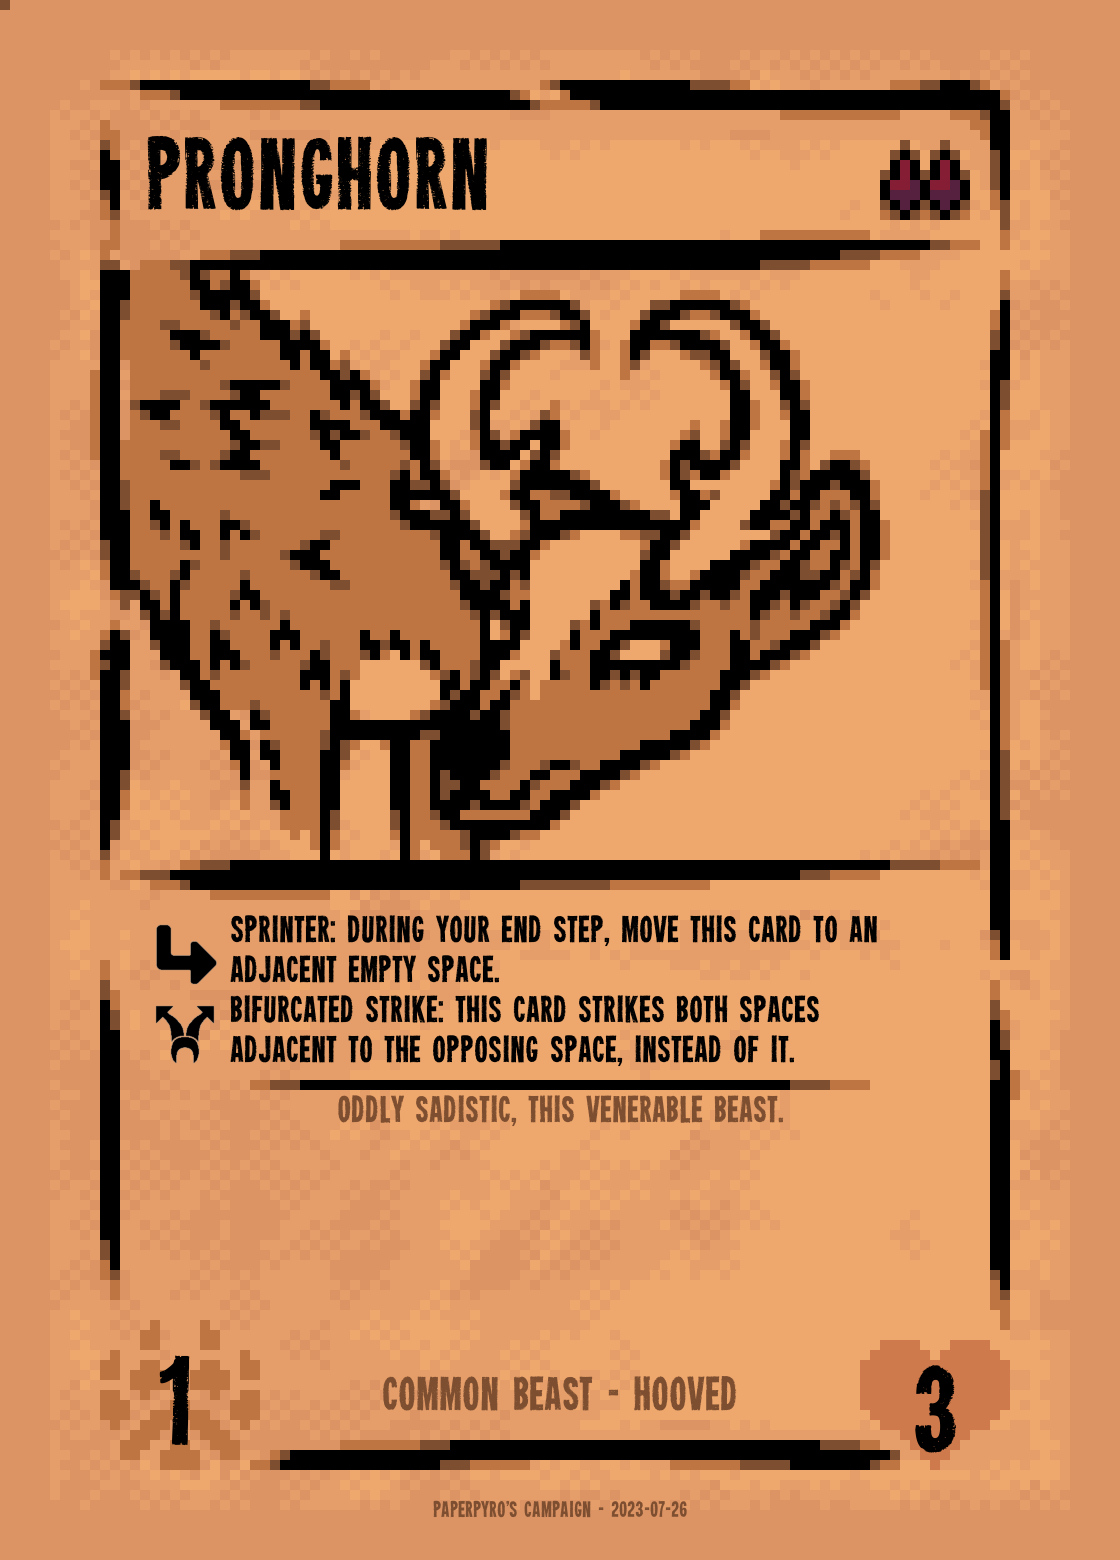 PRONGHORN
SPRINTER: DURING YOUR END STEP, MOVE THIS CARD TO AN
ADJACENT EMPTY SPACE.
BIFURCATED STRIKE: THIS CARD STRIKES BOTH SPACES
ADJACENT TO THE OPPOSING SPACE, INSTEAD OF IT.
ODDLY SADISTIC, THIS VENERABLE BEAST.
1
COMMON BEAST - HOOVED
3
PAPERPYRO'S CAMPAIGN - 2023-07-26